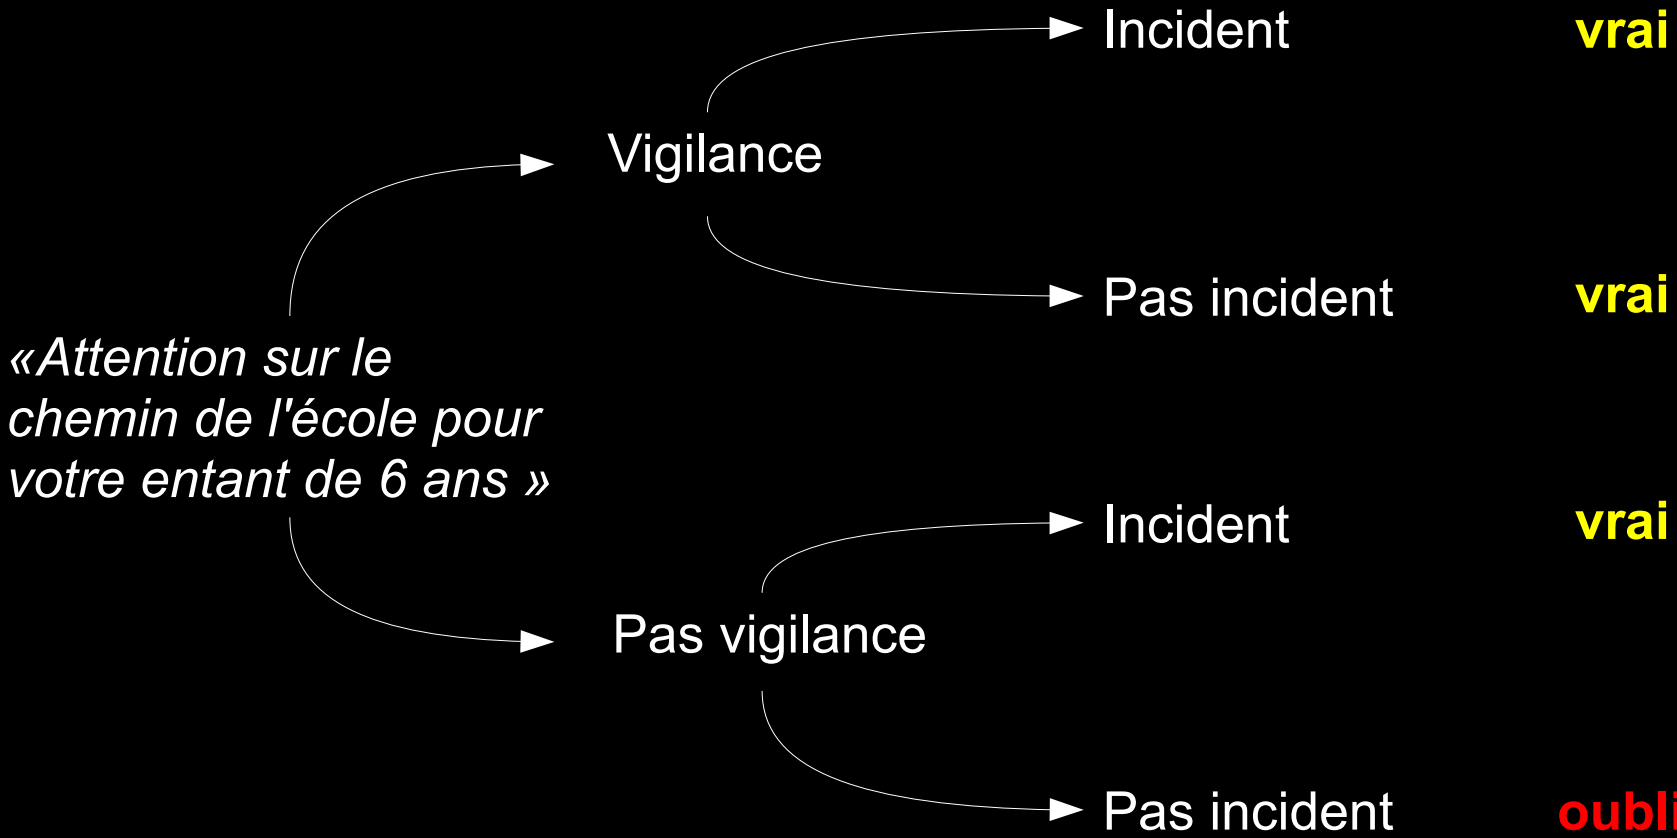 Incident vrai
Vigilance
Pas incident vrai
«Attention sur le
chemin de l'école pour
votre entant de 6 ans »
Incident vrai
Pas vigilance
Pas incident oubli